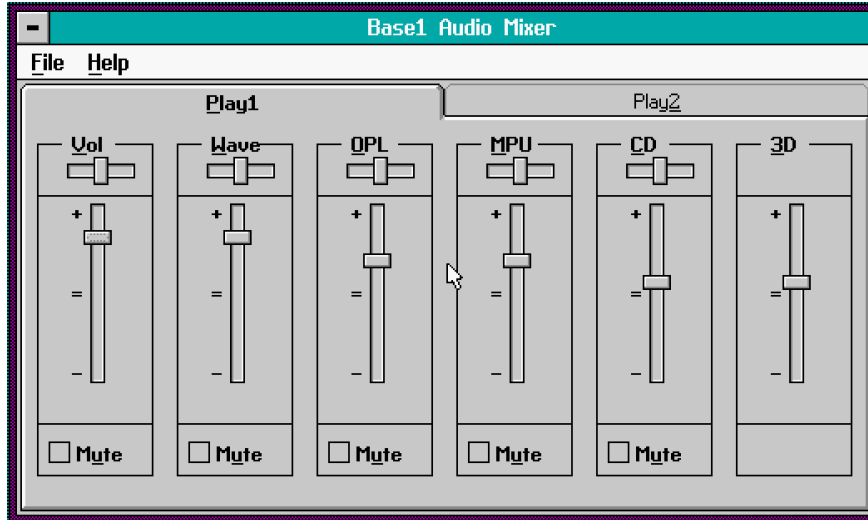 Base1 Audio Mixer
File Help
Play1 Play2
Vol Wave OPL MPU CD 3D
+ + + + + +
= = = = = =
− − − − − −
Mute Mute Mute Mute Mute